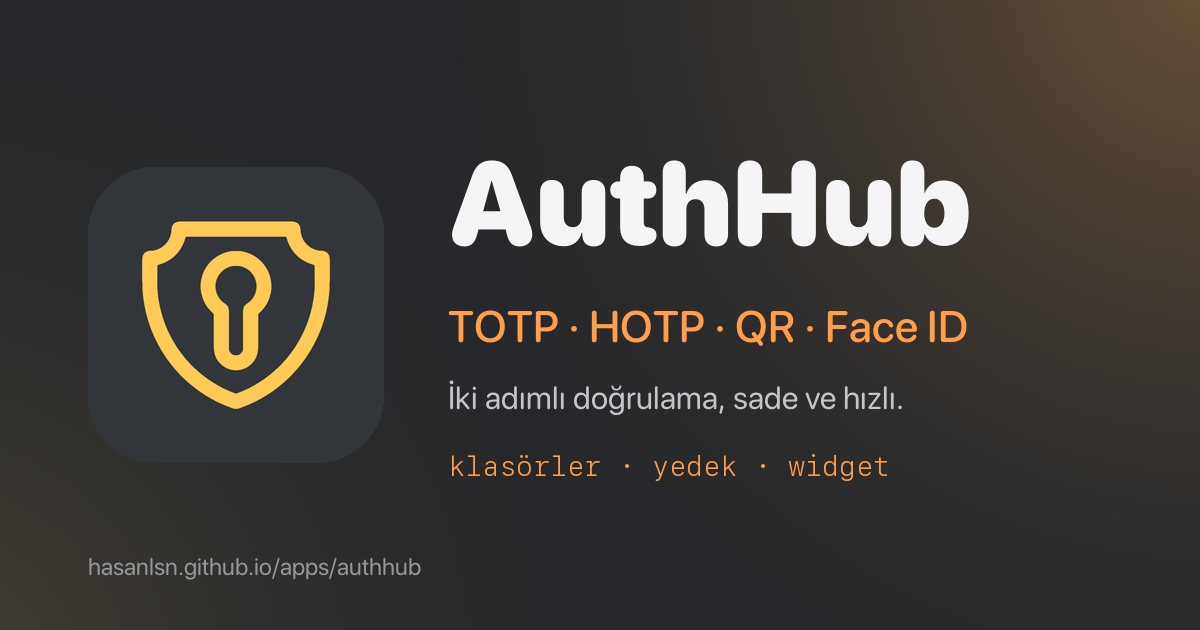 AuthHub
TOTP · HOTP · QR · Face ID
İki adımlı doğrulama, sade ve hızlı.
klasörler · yedek · widget
hasanlsn.github.io/apps/authhub